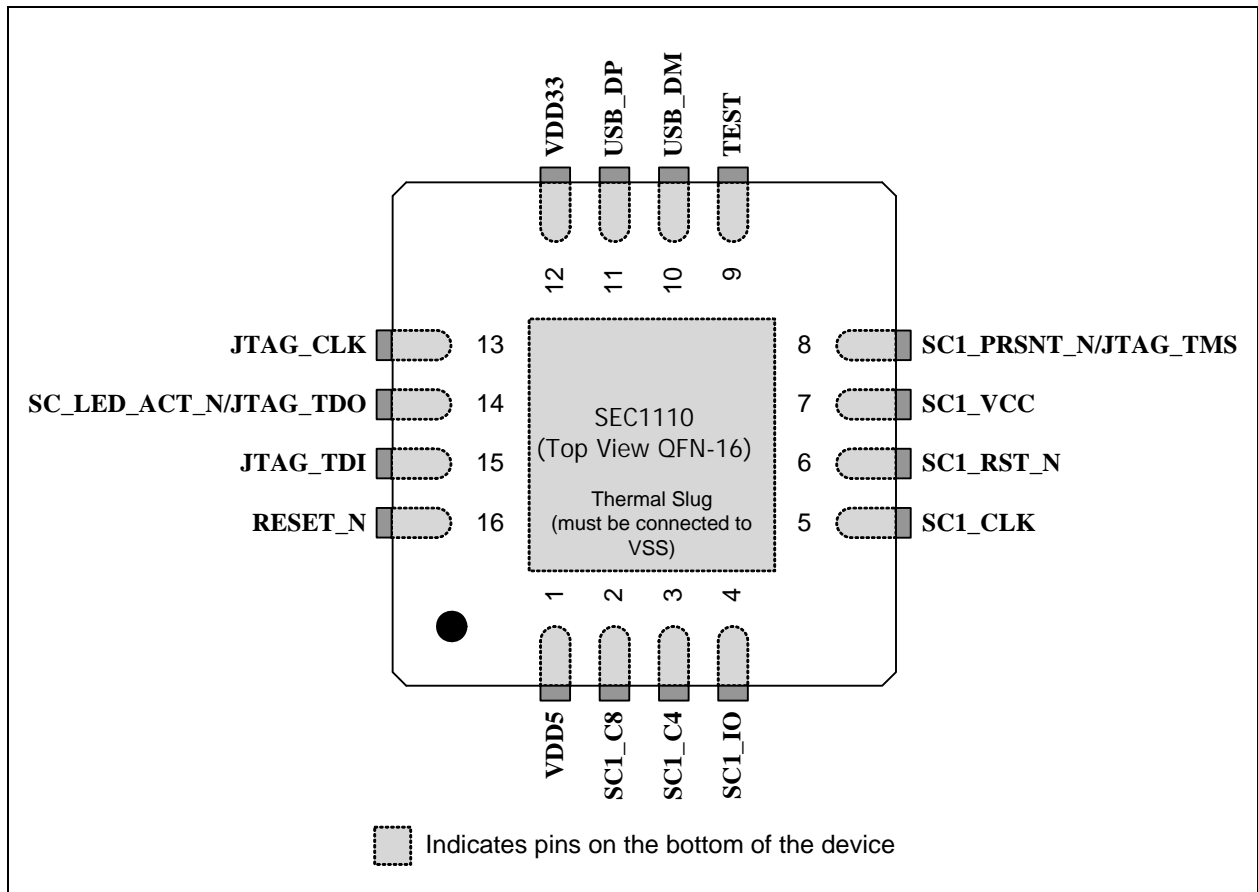 VDD33
USB_DP
USB_DM
TEST
12
11
10
9
JTAG_CLK
13
8
SC1_PRSNT_N/JTAG_TMS
SC_LED_ACT_N/JTAG_TDO
14
7
SC1_VCC
JTAG_TDI
15
6
SC1_RST_N
RESET_N
16
5
SC1_CLK
SEC1110
(Top View QFN-16)
Thermal Slug
(must be connected to
VSS)
1
2
3
4
VDD5
SC1_C8
SC1_C4
SC1_IO
Indicates pins on the bottom of the device